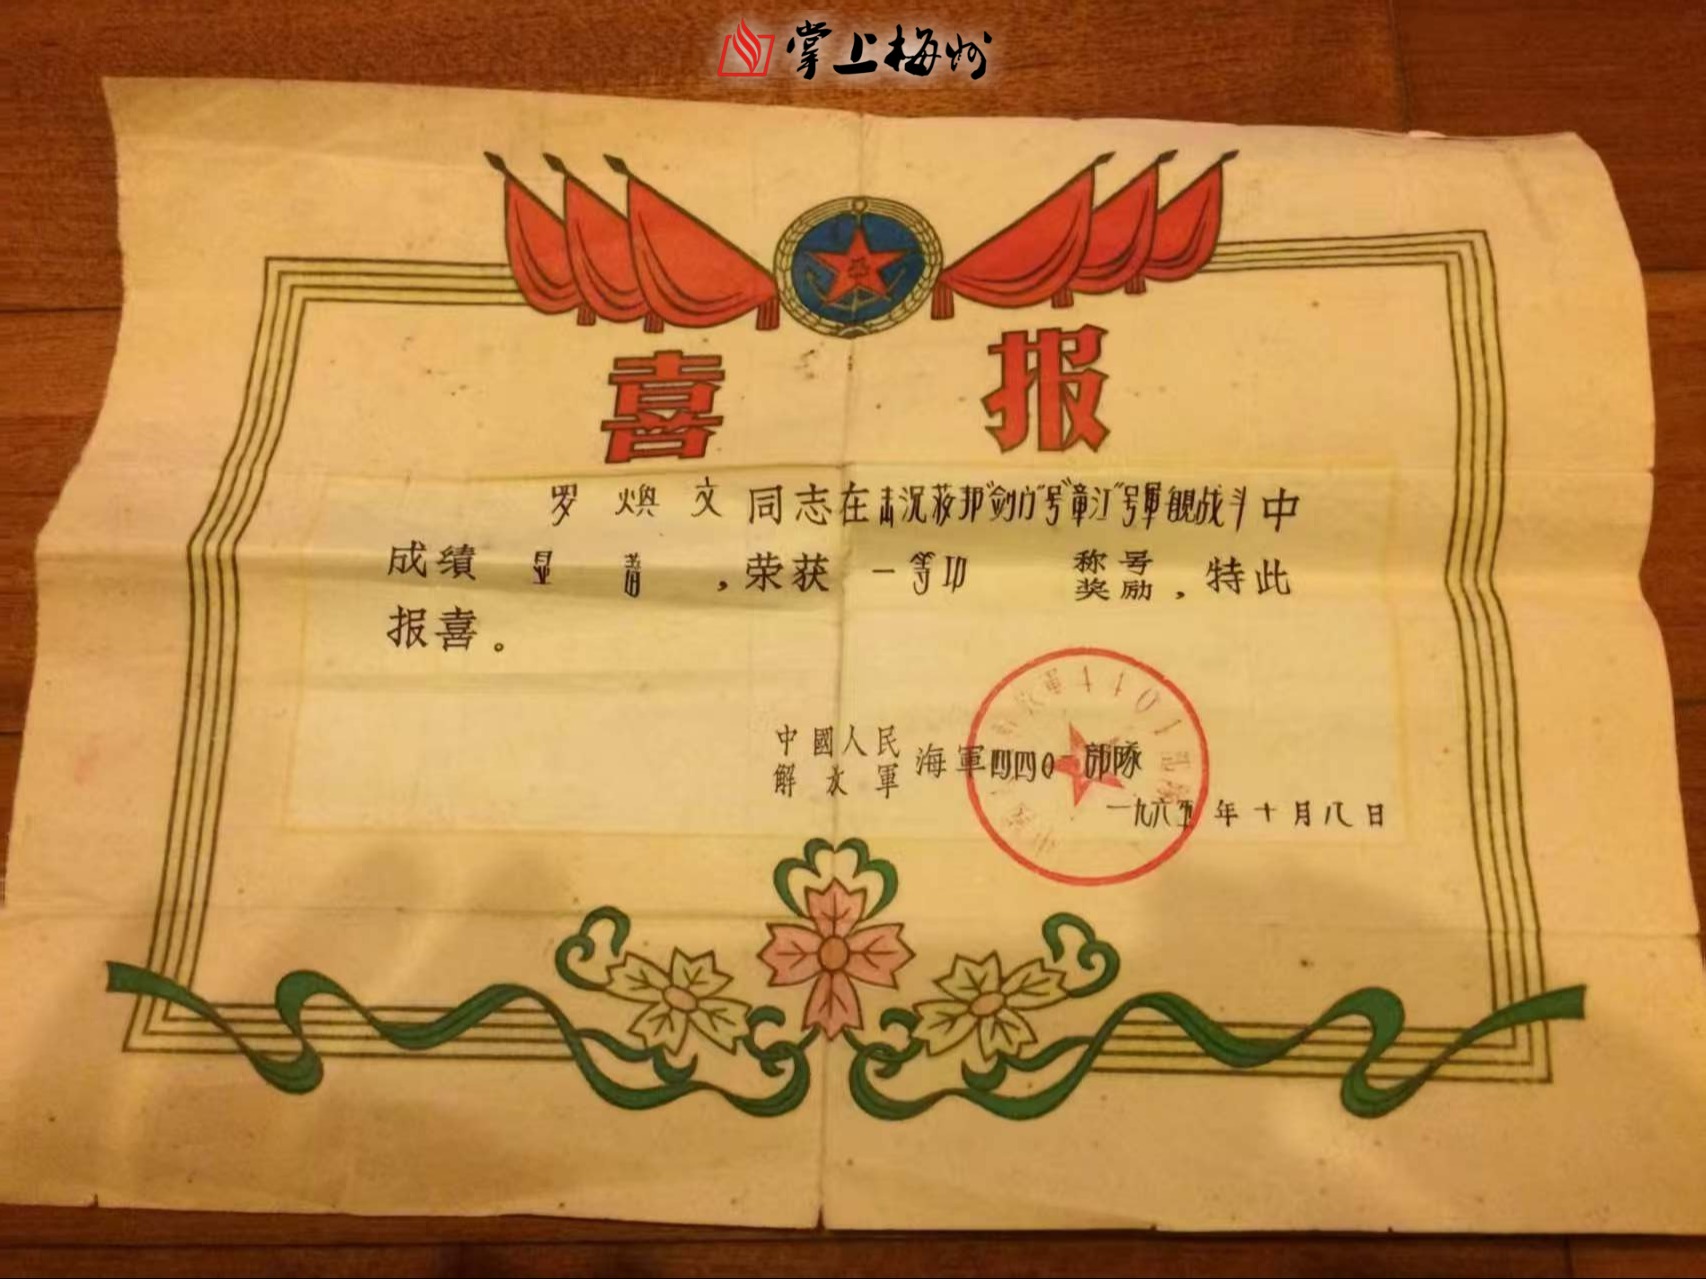 掌上梅州
喜报
罗焕文同志在击沉蒋邦"剑门"号"章江"号軍舰战斗中
成绩显著,荣获一等功称号奖励,特此
报喜。
中國人民解放軍海軍四四0一部隊
一九六五年十月八日